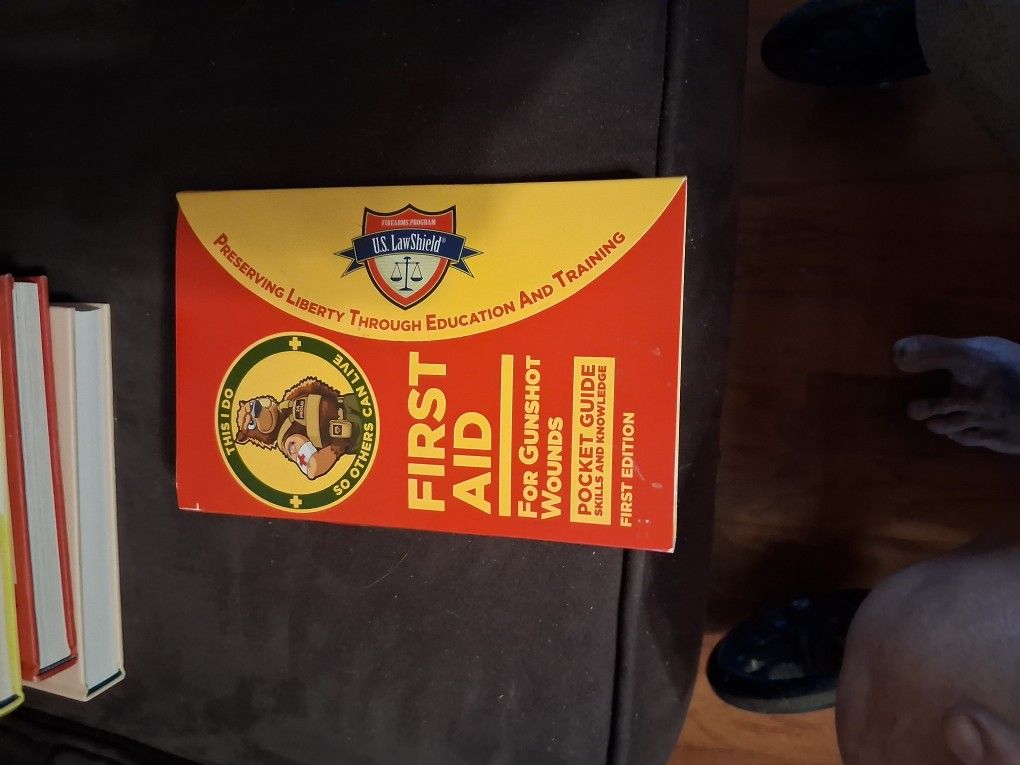 FIREARMS PROGRAM
U.S. LawShield®
PRESERVING LIBERTY THROUGH EDUCATION AND TRAINING
THIS I DO
SO OTHERS CAN LIVE
FIRST
AID
FOR GUNSHOT
WOUNDS
POCKET GUIDE
SKILLS AND KNOWLEDGE
FIRST EDITION